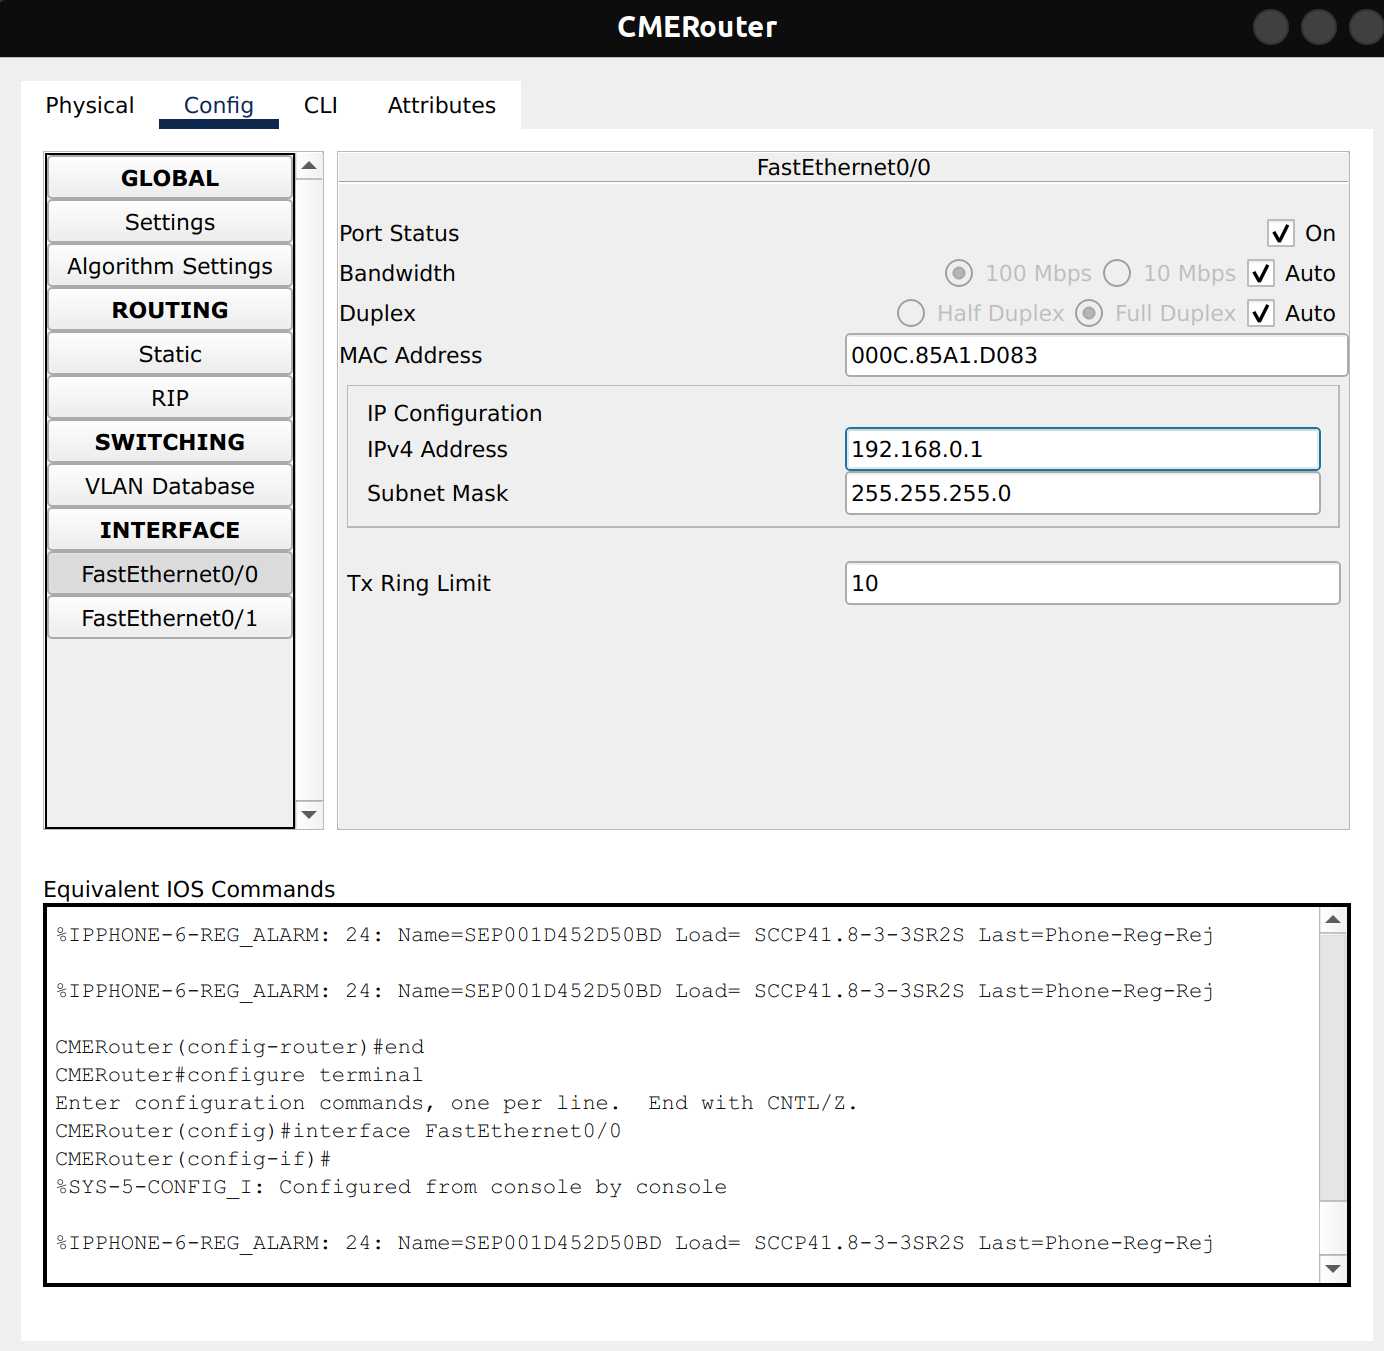 CMERouter
Physical Config CLI Attributes
GLOBAL
Settings
Algorithm Settings
ROUTING
Static
RIP
SWITCHING
VLAN Database
INTERFACE
FastEthernet0/0
FastEthernet0/1
FastEthernet0/0
Port Status On
Bandwidth 100 Mbps 10 Mbps Auto
Duplex Half Duplex Full Duplex Auto
MAC Address 000C.85A1.D083
IP Configuration
IPv4 Address 192.168.0.1
Subnet Mask 255.255.255.0
Tx Ring Limit 10
Equivalent IOS Commands
%IPPHONE-6-REG_ALARM: 24: Name=SEP001D452D50BD Load= SCCP41.8-3-3SR2S Last=Phone-Reg-Rej
%IPPHONE-6-REG_ALARM: 24: Name=SEP001D452D50BD Load= SCCP41.8-3-3SR2S Last=Phone-Reg-Rej
CMERouter(config-router)#end
CMERouter#configure terminal
Enter configuration commands, one per line.  End with CNTL/Z.
CMERouter(config)#interface FastEthernet0/0
CMERouter(config-if)#
%SYS-5-CONFIG_I: Configured from console by console
%IPPHONE-6-REG_ALARM: 24: Name=SEP001D452D50BD Load= SCCP41.8-3-3SR2S Last=Phone-Reg-Rej